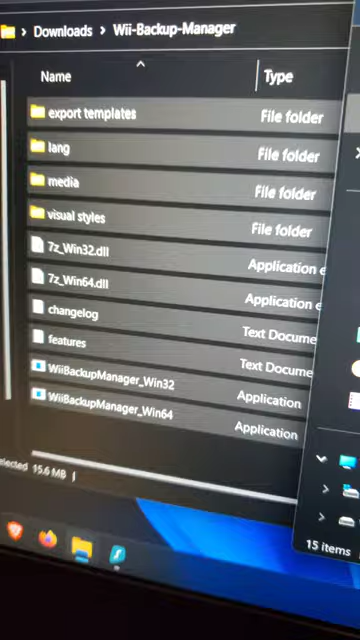 Downloads > Wii-Backup-Manager
Name Type
export templates File folder
lang File folder
media File folder
visual styles File folder
7z_Win32.dll Application e
7z_Win64.dll Application e
changelog Text Docume
features Text Docume
WiiBackupManager_Win32 Application
WiiBackupManager_Win64 Application
selected 15.6 MB
15 items